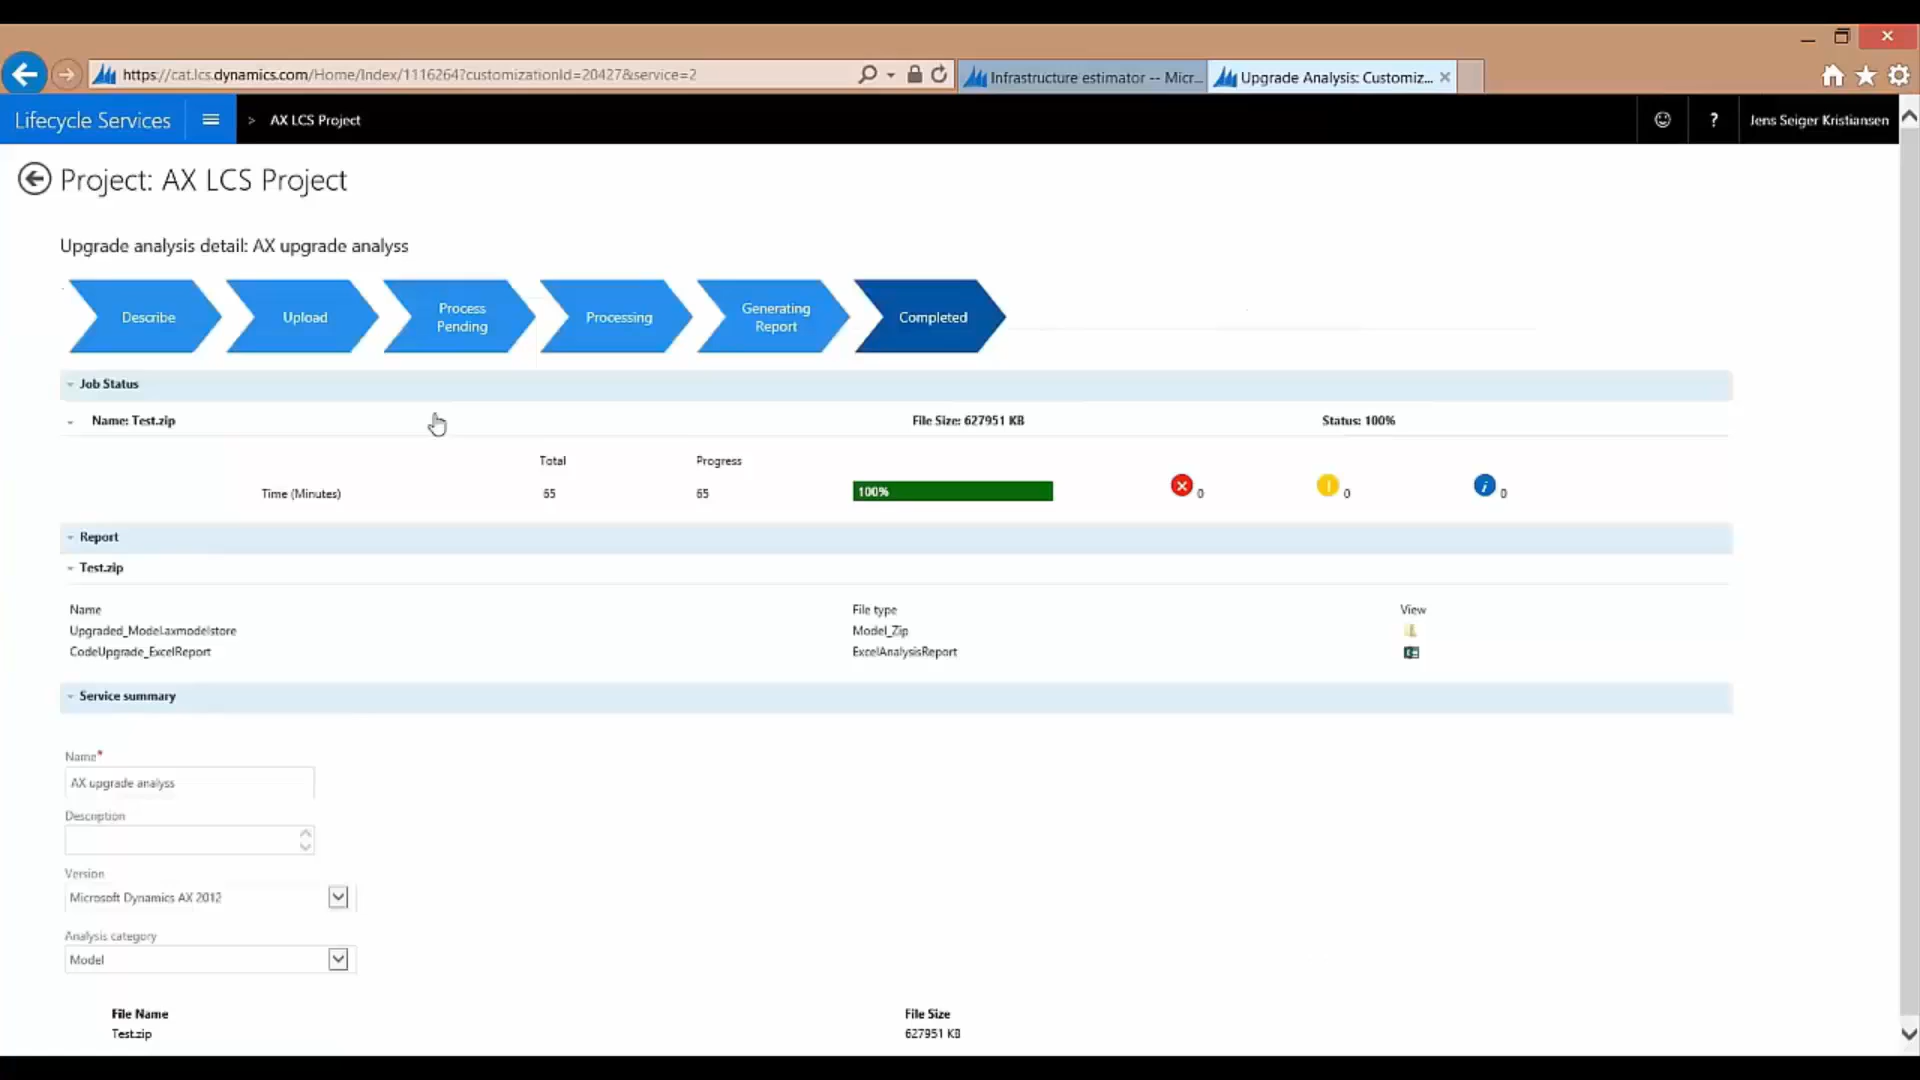 https://cat.lcs.dynamics.com/Home/Index/1116264?customizationId=20427&service=2
Infrastructure estimator -- Micr...
Upgrade Analysis: Customiz...
Lifecycle Services
> AX LCS Project
?
Jens Seiger Kristiansen
Project: AX LCS Project
Upgrade analysis detail: AX upgrade analyss
Describe
Upload
Process
Pending
Processing
Generating
Report
Completed
Job Status
Name: Test.zip
File Size: 627951 KB
Status: 100%
Total
Progress
Time (Minutes)
65
65
100%
0
0
0
Report
Test.zip
Name
File type
View
Upgraded_Model.axmodelstore
Model_Zip
CodeUpgrade_ExcelReport
ExcelAnalysisReport
Service summary
Name*
AX upgrade analyss
Description
Version
Microsoft Dynamics AX 2012
Analysis category
Model
File Name
File Size
Test.zip
627951 KB